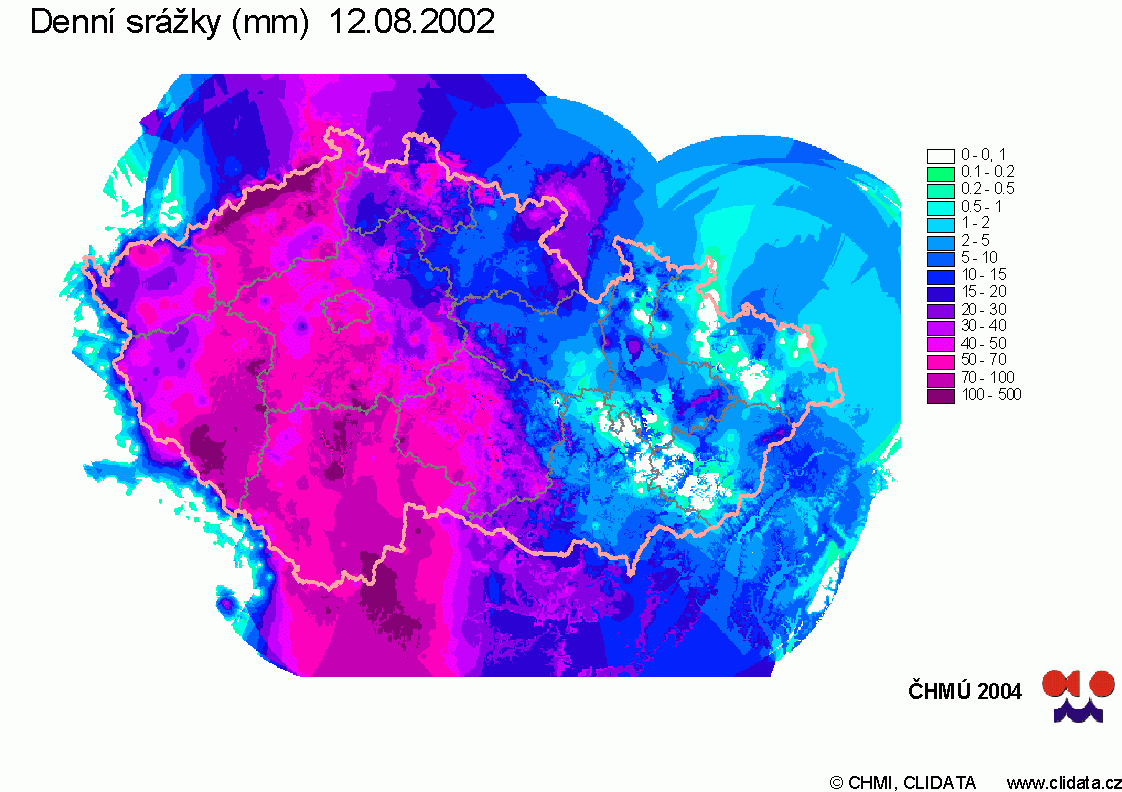 Denní srážky (mm) 12.08.2002
0 - 0, 1
0.1 - 0.2
0.2 - 0.5
0.5 - 1
1 - 2
2 - 5
5 - 10
10 - 15
15 - 20
20 - 30
30 - 40
40 - 50
50 - 70
70 - 100
100 - 500
ČHMÚ 2004
© CHMI, CLIDATA www.clidata.cz